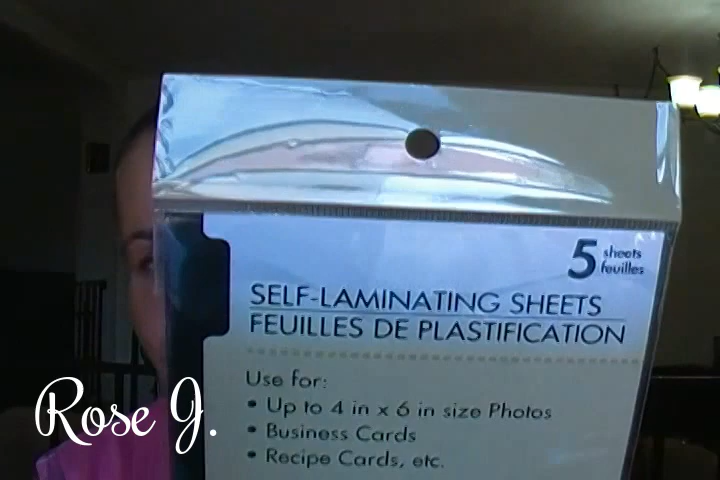 5 sheets
feuilles
SELF-LAMINATING SHEETS
FEUILLES DE PLASTIFICATION
Use for:
• Up to 4 in x 6 in size Photos
• Business Cards
• Recipe Cards, etc.
Rose J.